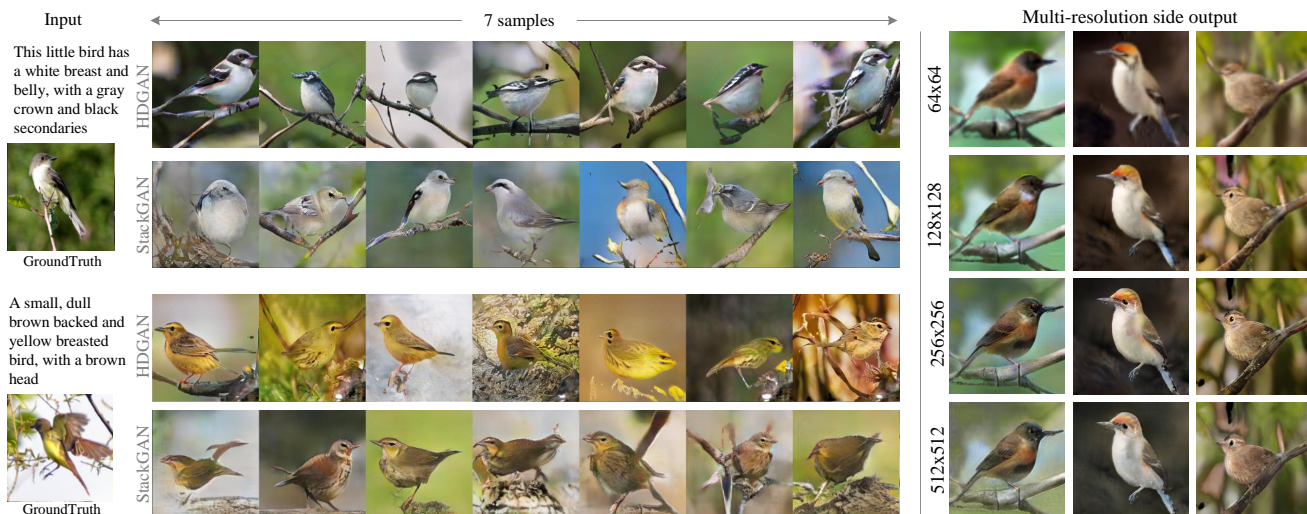 Input
7 samples
Multi-resolution side output
This little bird has
a white breast and
belly, with a gray
crown and black
secondaries
GroundTruth
HDGAN
StackGAN
A small, dull
brown backed and
yellow breasted
bird, with a brown
head
GroundTruth
HDGAN
StackGAN
64x64
128x128
256x256
512x512